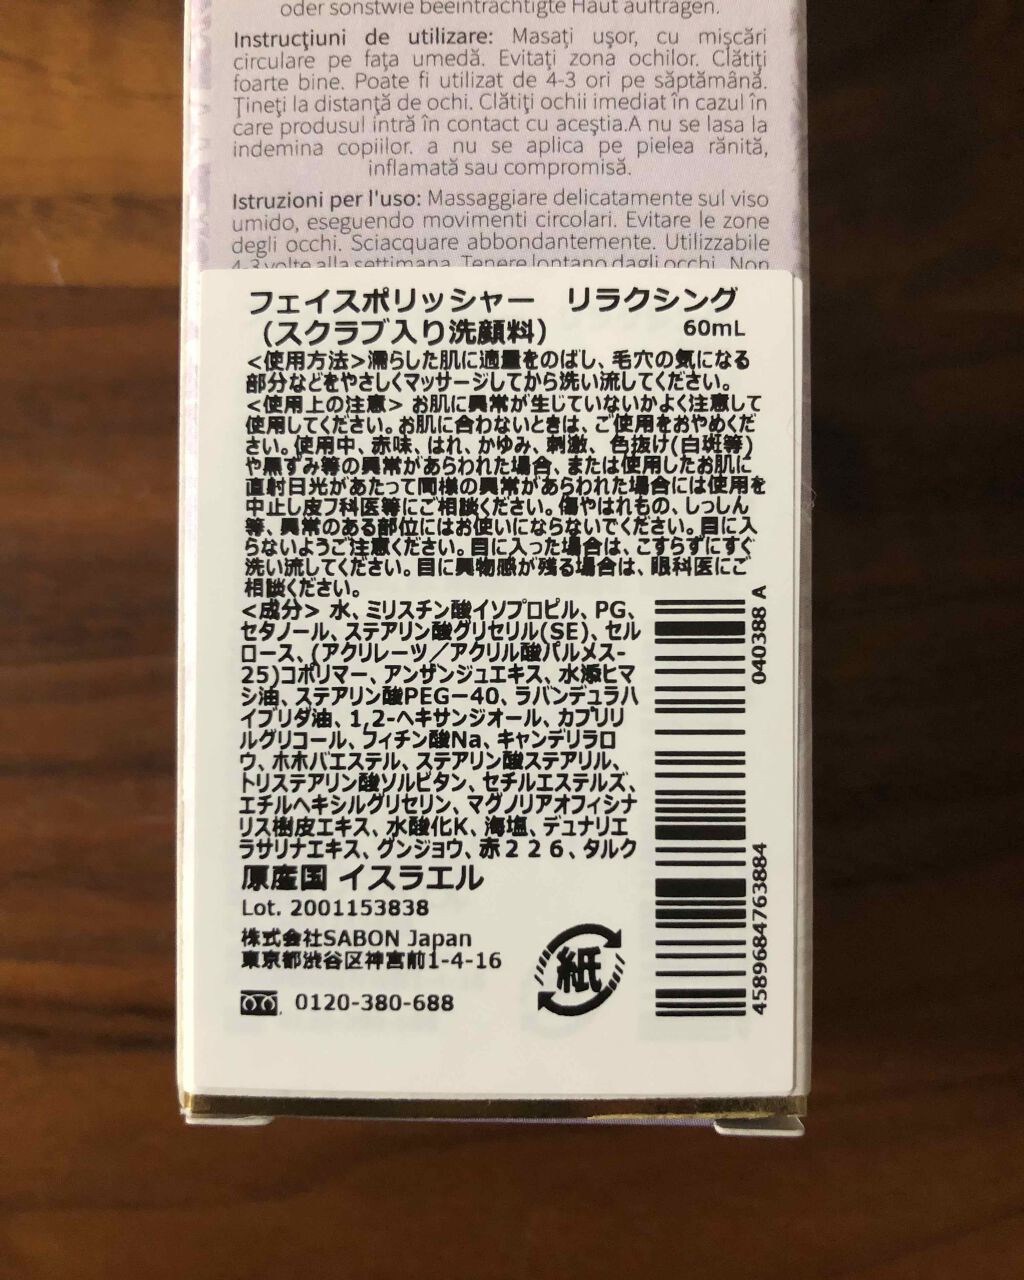 oder sonstwie beeinträchtigte Haut auftragen.
Instrucţiuni de utilizare: Masaţi uşor, cu mişcări
circulare pe faţa umedă. Evitaţi zona ochilor. Clătiţi
foarte bine. Poate fi utilizat de 4-3 ori pe săptămână.
Ţineţi la distanţă de ochi. Clătiţi ochii imediat în cazul în
care produsul intră în contact cu aceştia.A nu se lasa la
indemina copiilor. a nu se aplica pe pielea rănită,
inflamată sau compromisă.
Istruzioni per l'uso: Massaggiare delicatamente sul viso
umido, eseguendo movimenti circolari. Evitare le zone
degli occhi. Sciacquare abbondantemente. Utilizzabile
4-3 volte alla settimana. Tenere lontano dagli occhi. Non
フェイスポリッシャー　リラクシング
（スクラブ入り洗顔料） 60mL
＜使用方法＞濡らした肌に適量をのばし、毛穴の気になる
部分などをやさしくマッサージしてから洗い流してください。
＜使用上の注意＞ お肌に異常が生じていないかよく注意して
使用してください。お肌に合わないときは、ご使用をおやめくだ
さい。使用中、赤味、はれ、かゆみ、刺激、色抜け(白斑等)
や黒ずみ等の異常があらわれた場合、または使用したお肌に
直射日光があたって同様の異常があらわれた場合には使用を
中止し皮フ科医等にご相談ください。傷やはれもの、しっしん
等、異常のある部位にはお使いにならないでください。目に入
らないようご注意ください。目に入った場合は、こすらずにすぐ
洗い流してください。目に異物感が残る場合は、眼科医にご
相談ください。
＜成分＞ 水、ミリスチン酸イソプロピル、PG、
セタノール、ステアリン酸グリセリル(SE)、セル
ロース、(アクリレーツ／アクリル酸パルメス-
25)コポリマー、アンザンジュエキス、水添ヒマ
シ油、ステアリン酸PEG－40、ラバンデュラハ
イブリダ油、1,2-ヘキサンジオール、カプリリ
ルグリコール、フィチン酸Na、キャンデリラロ
ウ、ホホバエステル、ステアリン酸ステアリル、
トリステアリン酸ソルビタン、セチルエステルズ、
エチルヘキシルグリセリン、マグノリアオフィシナ
リス樹皮エキス、水酸化K、海塩、デュナリエ
ラサリナエキス、グンジョウ、赤２２６、タルク
原産国 イスラエル
Lot. 2001153838
株式会社SABON Japan
東京都渋谷区神宮前1-4-16
0120-380-688
紙
040388 A
4589684763884